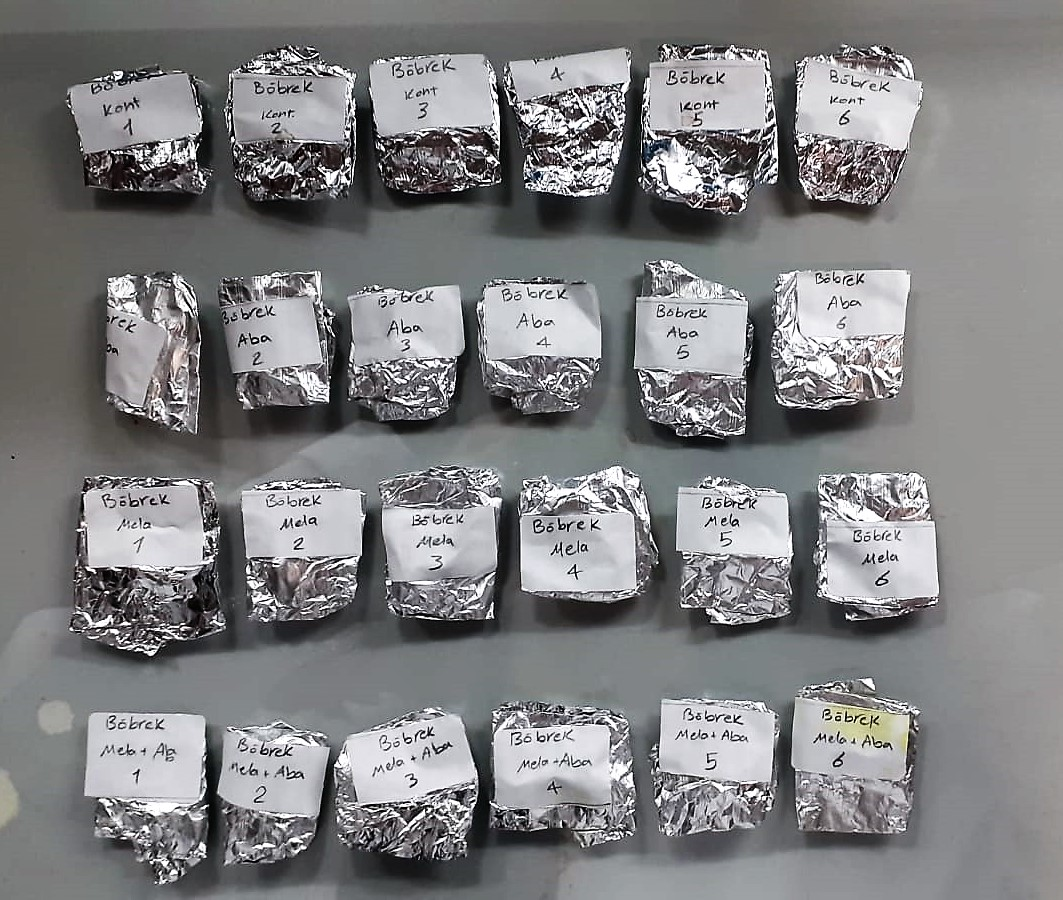 Böbrek
Kont
1
Böbrek
Kont.
2
Böbrek
Kont
3
4
Böbrek
Kont
5
Böbrek
Kont
6
Böbrek
Aba
2
Böbrek
Aba
3
Böbrek
Aba
4
Böbrek
Aba
5
Böbrek
Aba
6
Böbrek
Mela
1
Böbrek
Mela
2
Böbrek
Mela
3
Böbrek
Mela
4
Böbrek
Mela
5
Böbrek
Mela
6
Böbrek
Mela + Ab
1
Böbrek
Mela + Aba
2
Böbrek
Mela + Aba
3
Böbrek
Mela + Aba
4
Böbrek
Mela + Aba
5
Böbrek
Mela + Aba
6